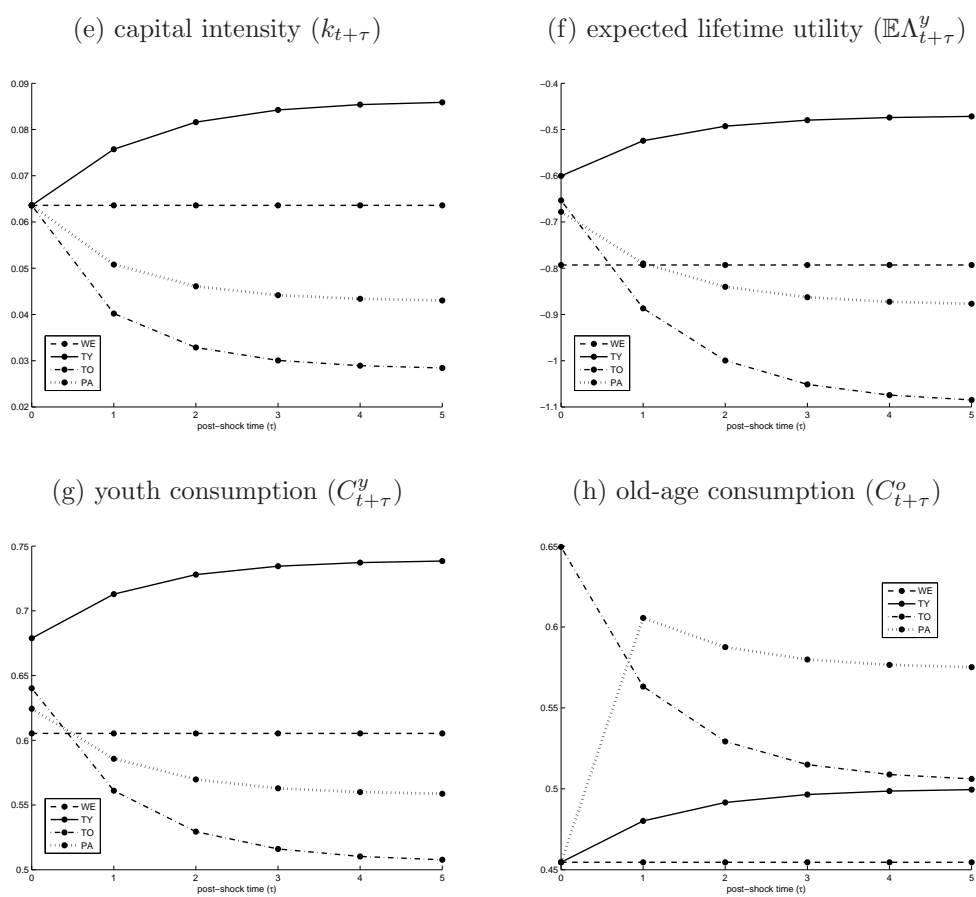 (e) capital intensity (k_{t+τ})
0.09
0.08
0.07
0.06
0.05
0.04
0.03
0.02
WE
TY
TO
PA
0 1 2 3 4 5
post−shock time (τ)
(f) expected lifetime utility (𝔼Λ^y_{t+τ})
−0.4
−0.5
−0.6
−0.7
−0.8
−0.9
−1
−1.1
WE
TY
TO
PA
0 1 2 3 4 5
post−shock time (τ)
(g) youth consumption (C^y_{t+τ})
0.75
0.7
0.65
0.6
0.55
0.5
WE
TY
TO
PA
0 1 2 3 4 5
post−shock time (τ)
(h) old-age consumption (C^o_{t+τ})
0.65
0.6
0.55
0.5
0.45
WE
TY
TO
PA
0 1 2 3 4 5
post−shock time (τ)